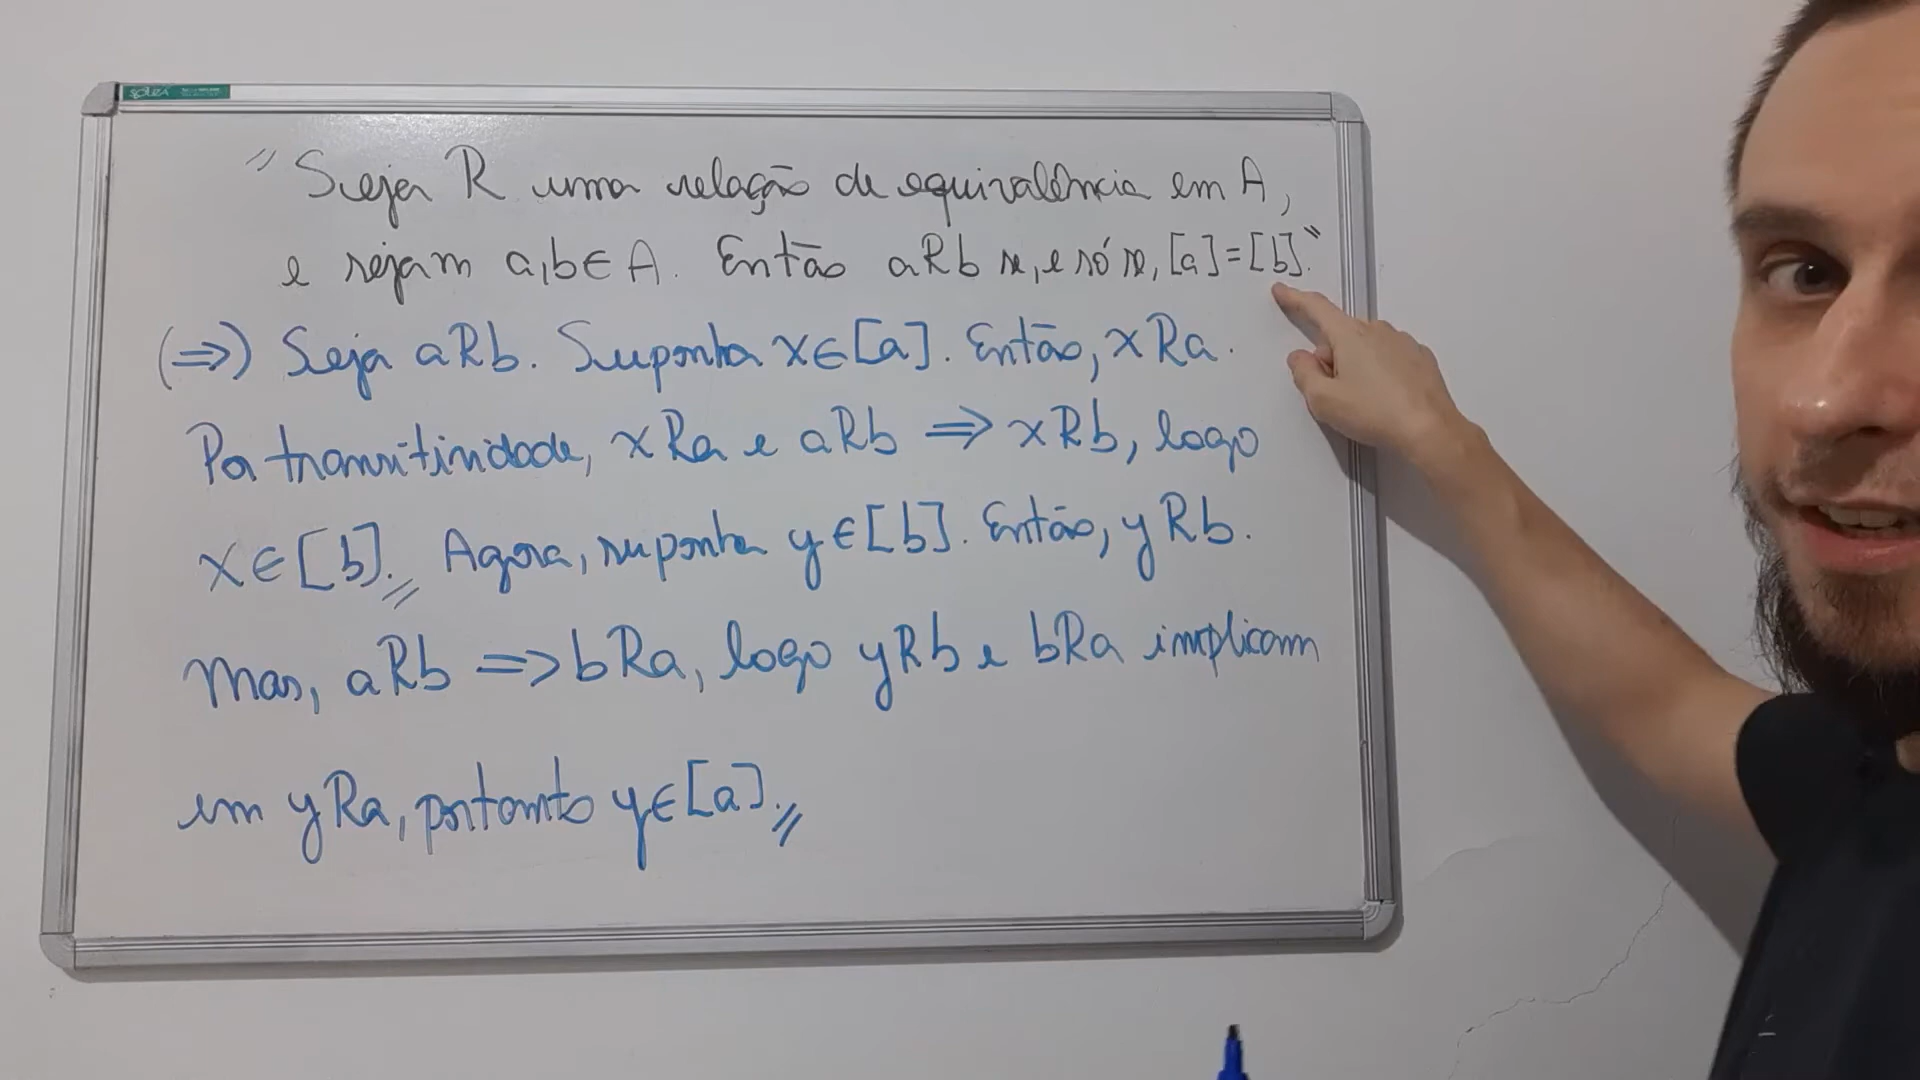 SOUZA
"Seja R uma relação de equivalência em A,
e sejam a,b∈A. Então aRb se, e só se, [a]=[b]."
(⇒) Seja aRb. Suponha x∈[a]. Então, xRa.
Por transitividade, xRa e aRb ⇒ xRb, logo
x∈[b].// Agora, suponha y∈[b]. Então, yRb.
Mas, aRb ⇒ bRa, logo yRb e bRa implicam
em yRa, portanto y∈[a].//